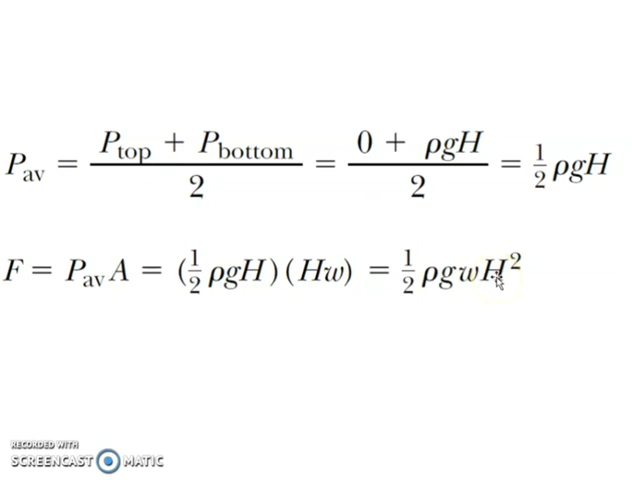 P_av = (P_top + P_bottom)/2 = (0 + ρgH)/2 = ½ρgH
F = P_av A = (½ρgH)(Hw) = ½ρgwH²
RECORDED WITH
SCREENCAST MATIC